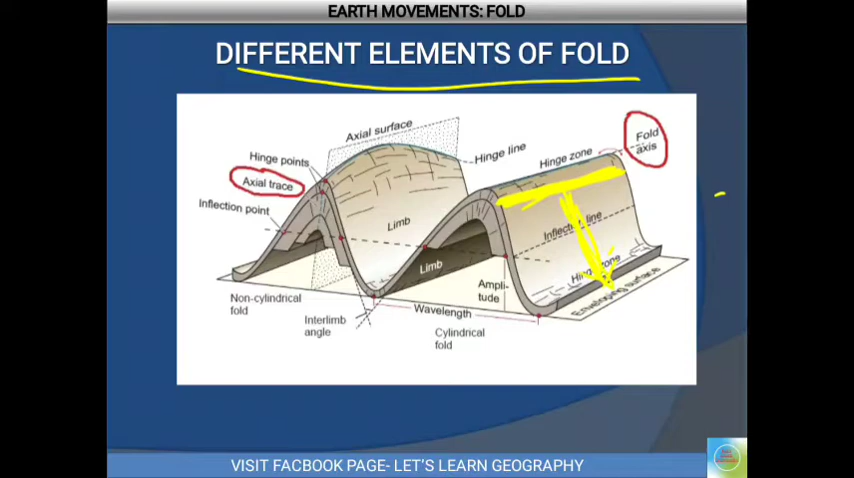 EARTH MOVEMENTS: FOLD
DIFFERENT ELEMENTS OF FOLD
Axial surface
Fold
axis
Hinge points
Hinge line
Hinge zone
Axial trace
Inflection point
Limb
Inflection line
Limb
Hinge zone
Ampli-
tude
Enveloping surface
Non-cylindrical
fold
Interlimb
angle
Wavelength
Cylindrical
fold
VISIT FACBOOK PAGE- LET'S LEARN GEOGRAPHY